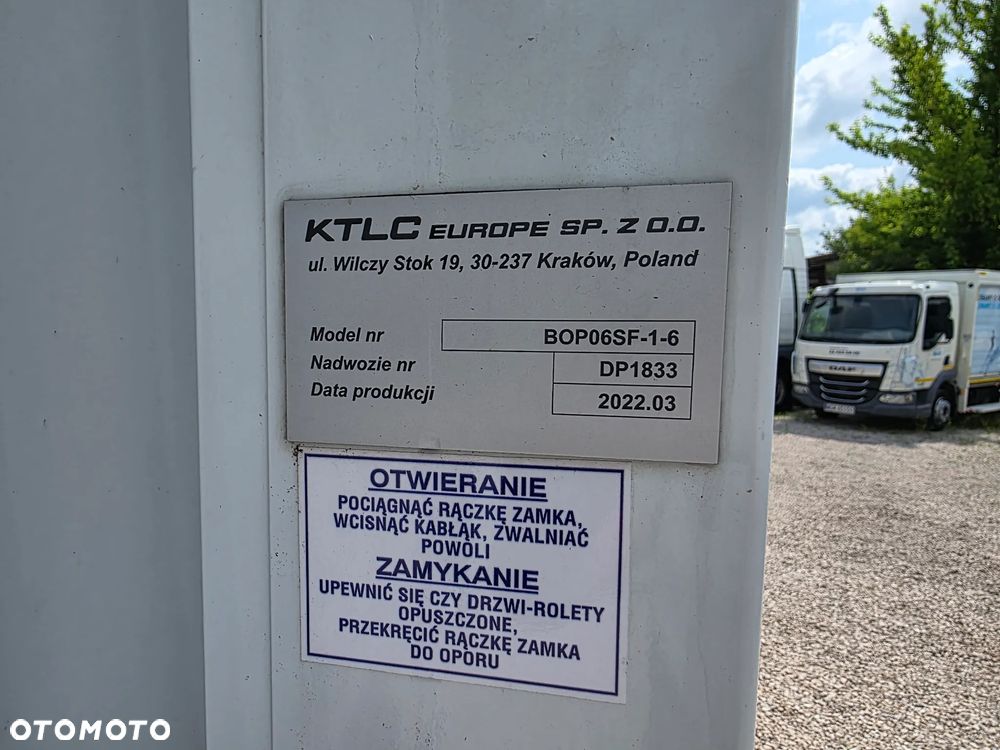 KTLC EUROPE SP. Z O.O.
ul. Wilczy Stok 19, 30-237 Kraków, Poland
Model nr BOP06SF-1-6
Nadwozie nr DP1833
Data produkcji 2022.03
OTWIERANIE
POCIĄGNĄĆ RĄCZKĘ ZAMKA,
WCISNĄĆ KABŁĄK, ZWALNIAĆ
POWOLI
ZAMYKANIE
UPEWNIĆ SIĘ CZY DRZWI-ROLETY
OPUSZCZONE,
PRZEKRĘCIĆ RĄCZKĘ ZAMKA
DO OPORU
DAF
OTOMOTO